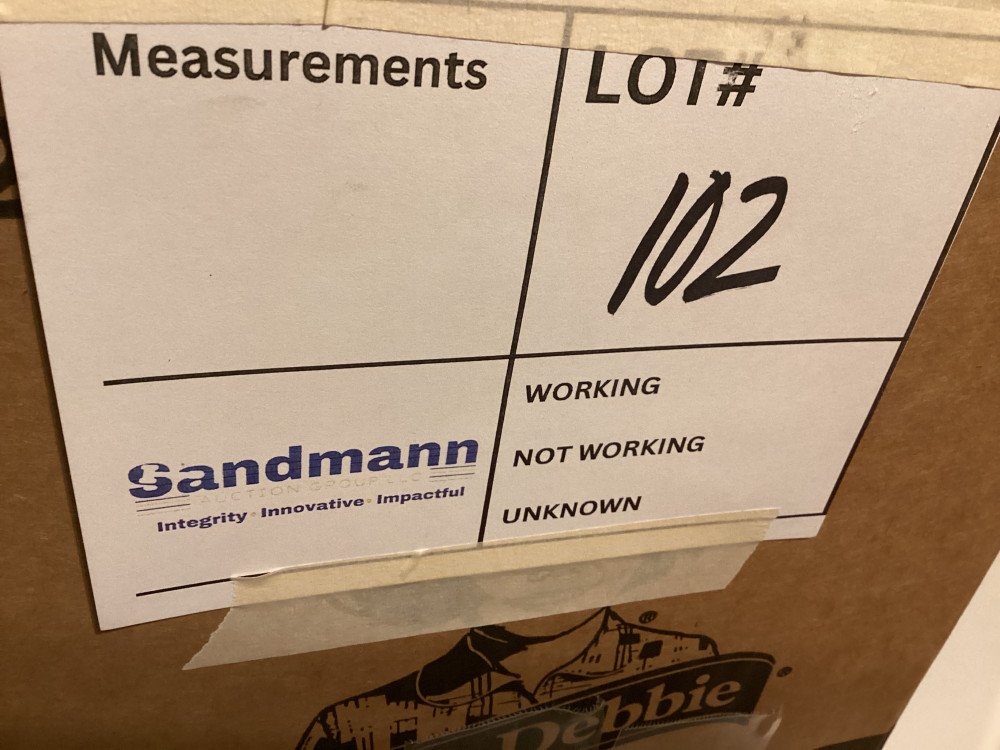 Measurements
LOT#
102
WORKING
NOT WORKING
UNKNOWN
Sandmann
AUCTION GROUP LLC
Integrity • Innovative • Impactful
Debbie
®